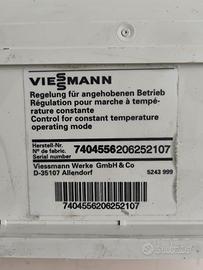 VIESSMANN
Regelung für angehobenen Betrieb
Régulation pour marche à tempé-
rature constante
Control for constant temperature
operating mode
Herstell-Nr.
N° de fabric.
Serial number
7404556206252107
Viessmann Werke GmbH & Co
D-35107 Allendorf
5243 999
7404556206252107
subito